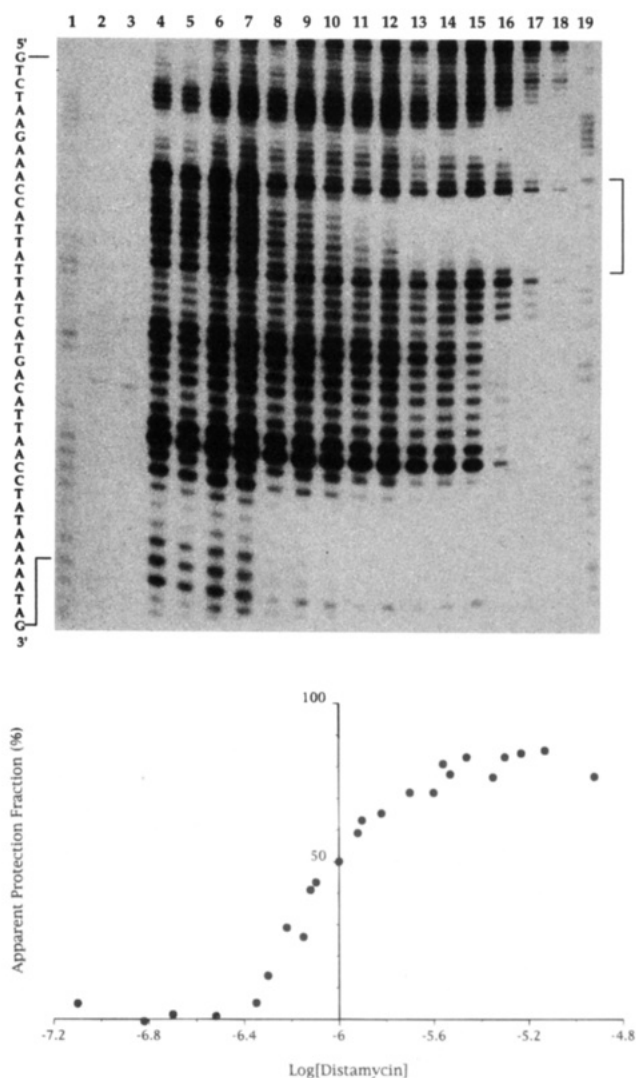 1 2 3 4 5 6 7 8 9 10 11 12 13 14 15 16 17 18 19
5' G T C T A A G A A A C C A T T A T T A T C A T G A C A T T A A C C T A T A A A A A T A G 3'
Apparent Protection Fraction (%)
100
50
-7.2 -6.8 -6.4 -6 -5.6 -5.2 -4.8
Log[Distamycin]